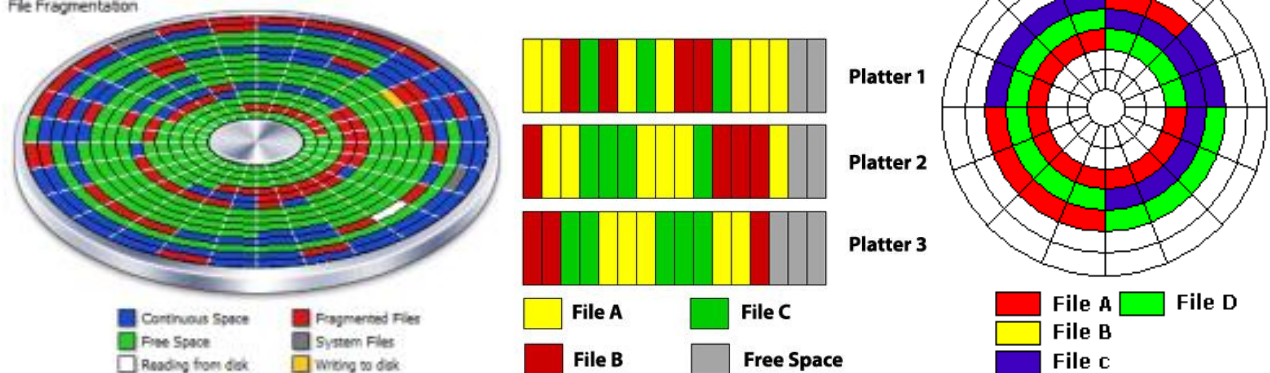 File Fragmentation
Continuous Space
Fragmented Files
Free Space
System Files
Reading from disk
Writing to disk
Platter 1
Platter 2
Platter 3
File A
File C
File B
Free Space
File A
File D
File B
File c